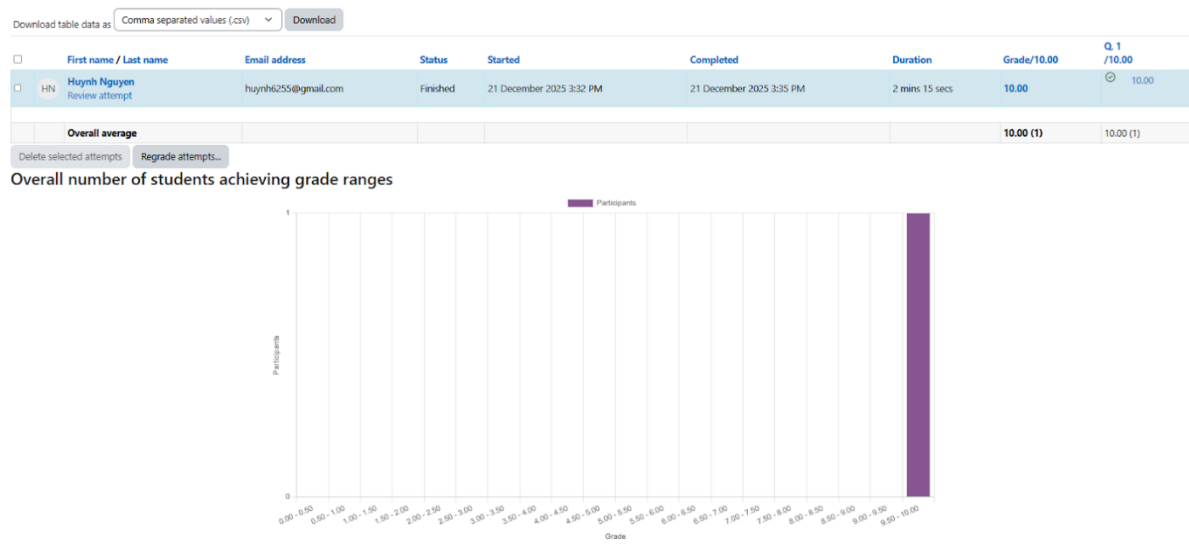 Download table data as Comma separated values (.csv) Download
First name / Last name Email address Status Started Completed Duration Grade/10.00 Q. 1 /10.00
HN Huynh Nguyen huynh6255@gmail.com Finished 21 December 2025 3:32 PM 21 December 2025 3:35 PM 2 mins 15 secs 10.00 10.00
Review attempt
Overall average 10.00 (1) 10.00 (1)
Delete selected attempts Regrade attempts...
Overall number of students achieving grade ranges
Participants
1
Participants
0
0.00 - 0.50 0.50 - 1.00 1.00 - 1.50 1.50 - 2.00 2.00 - 2.50 2.50 - 3.00 3.00 - 3.50 3.50 - 4.00 4.00 - 4.50 4.50 - 5.00 5.00 - 5.50 5.50 - 6.00 6.00 - 6.50 6.50 - 7.00 7.00 - 7.50 7.50 - 8.00 8.00 - 8.50 8.50 - 9.00 9.00 - 9.50 9.50 - 10.00
Grade